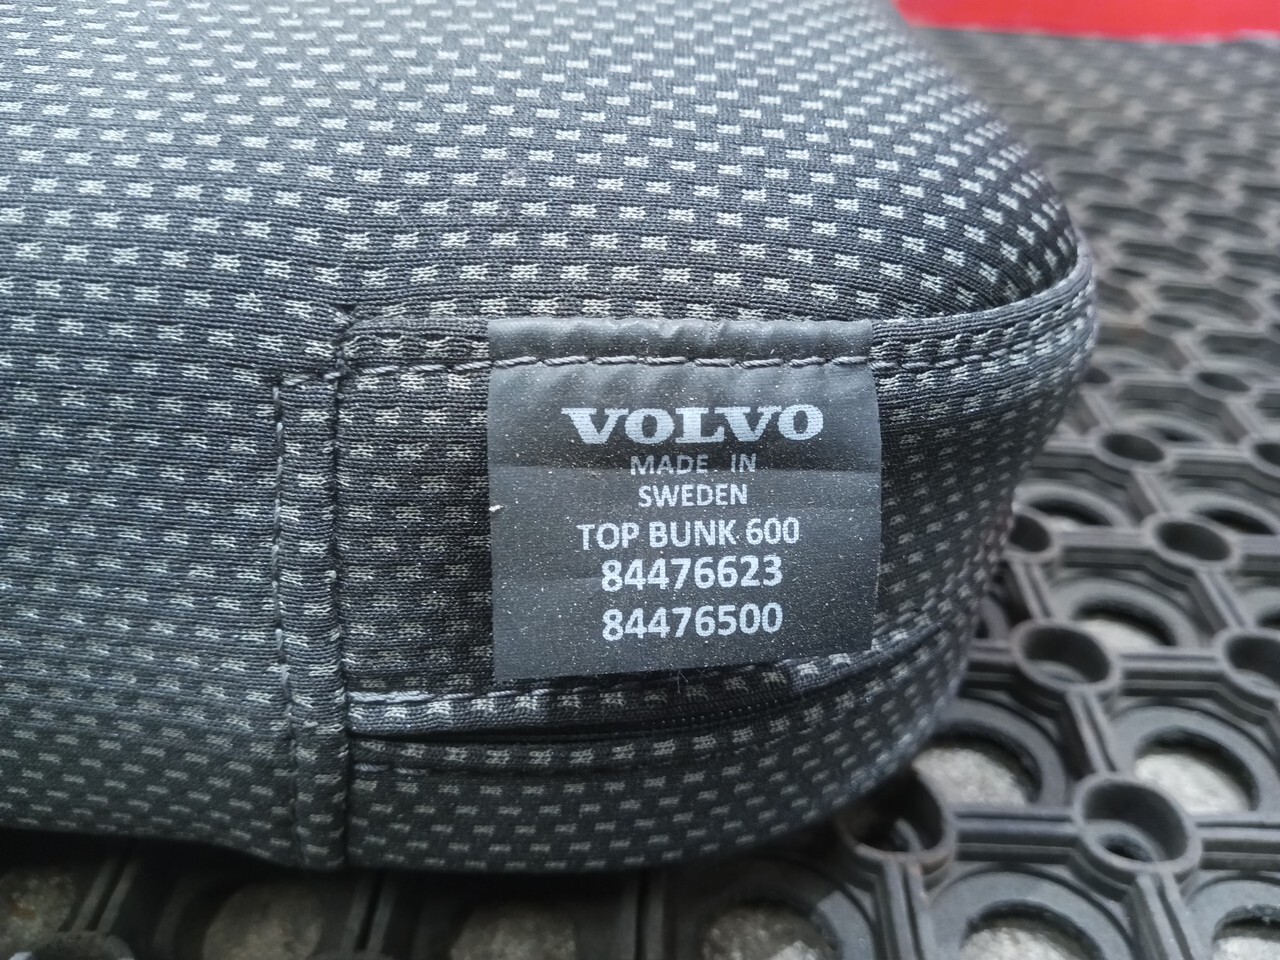 VOLVO
MADE IN
SWEDEN
TOP BUNK 600
84476623
84476500